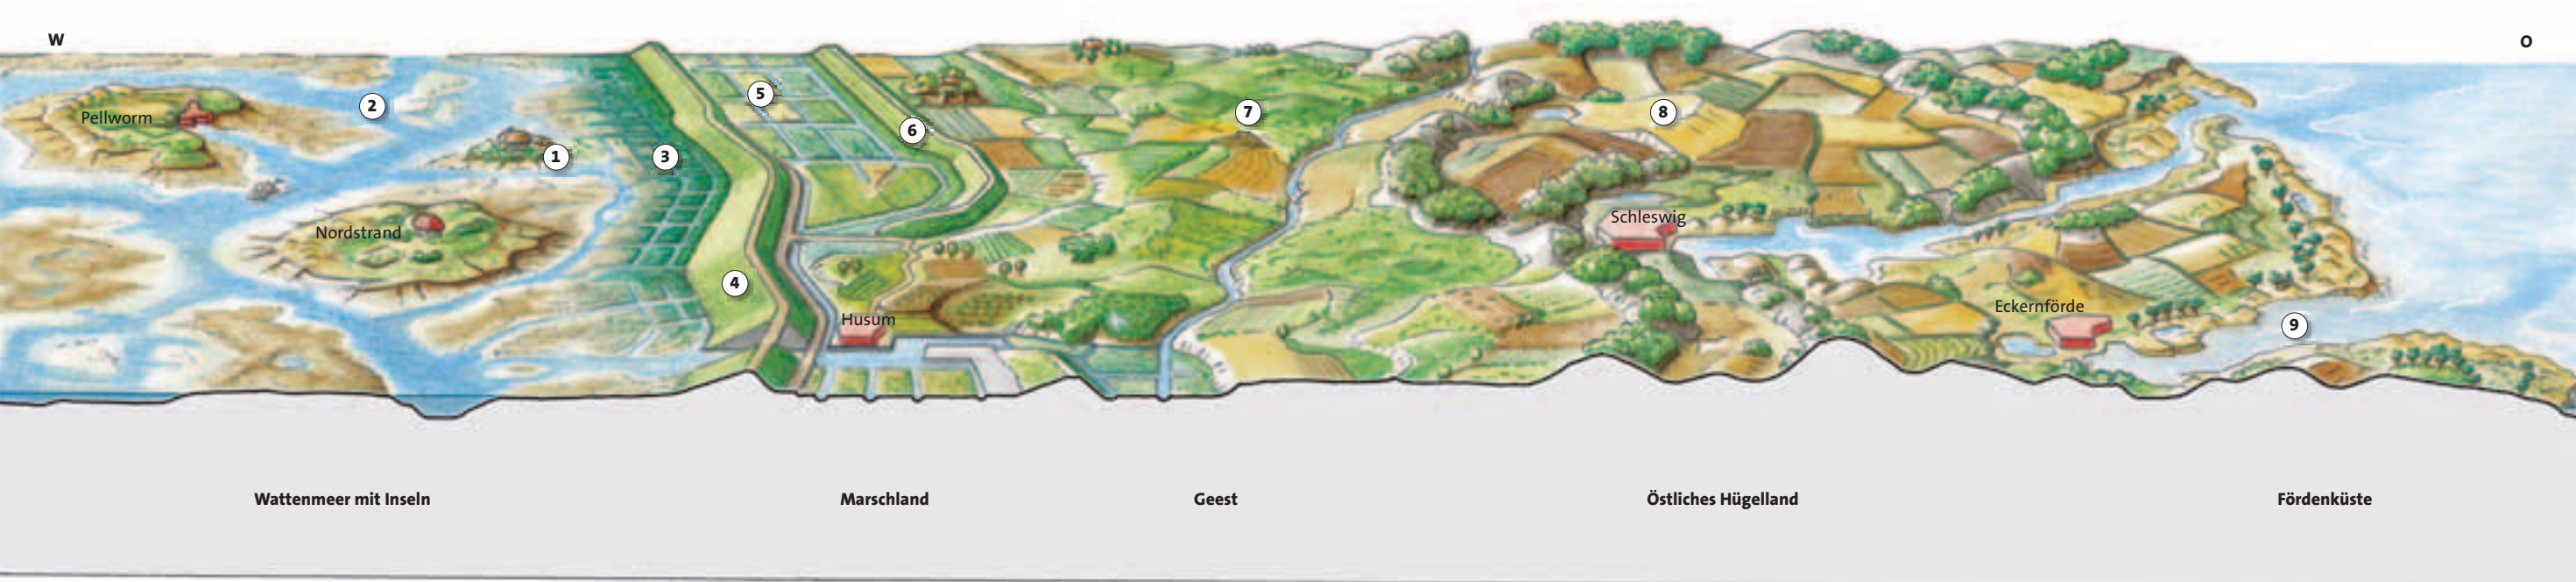 W
O
Pellworm
2
5
6
7
8
1
3
Nordstrand
Schleswig
4
Husum
Eckernförde
9
Wattenmeer mit Inseln
Marschland
Geest
Östliches Hügelland
Fördenküste